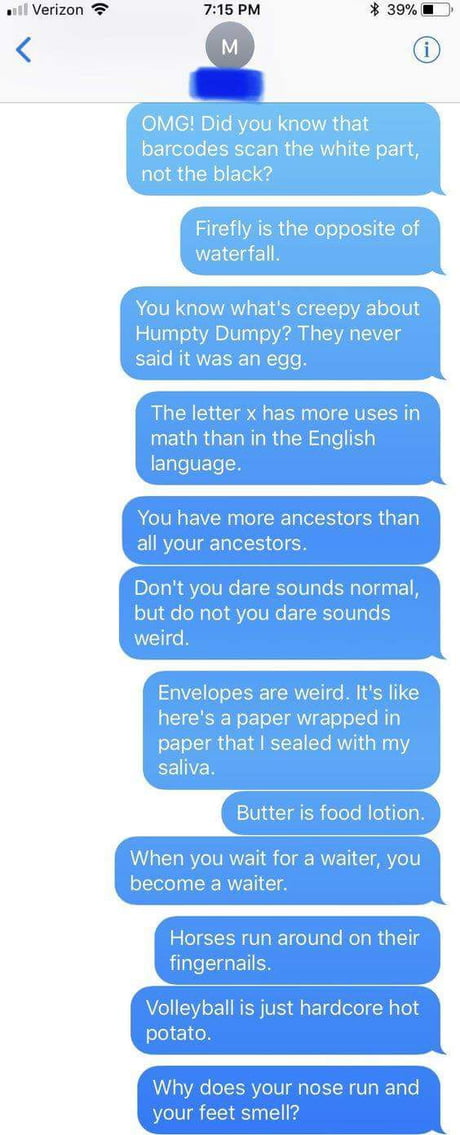 Verizon 7:15 PM 39%
M
i
OMG! Did you know that
barcodes scan the white part,
not the black?
Firefly is the opposite of
waterfall.
You know what's creepy about
Humpty Dumpy? They never
said it was an egg.
The letter x has more uses in
math than in the English
language.
You have more ancestors than
all your ancestors.
Don't you dare sounds normal,
but do not you dare sounds
weird.
Envelopes are weird. It's like
here's a paper wrapped in
paper that I sealed with my
saliva.
Butter is food lotion.
When you wait for a waiter, you
become a waiter.
Horses run around on their
fingernails.
Volleyball is just hardcore hot
potato.
Why does your nose run and
your feet smell?